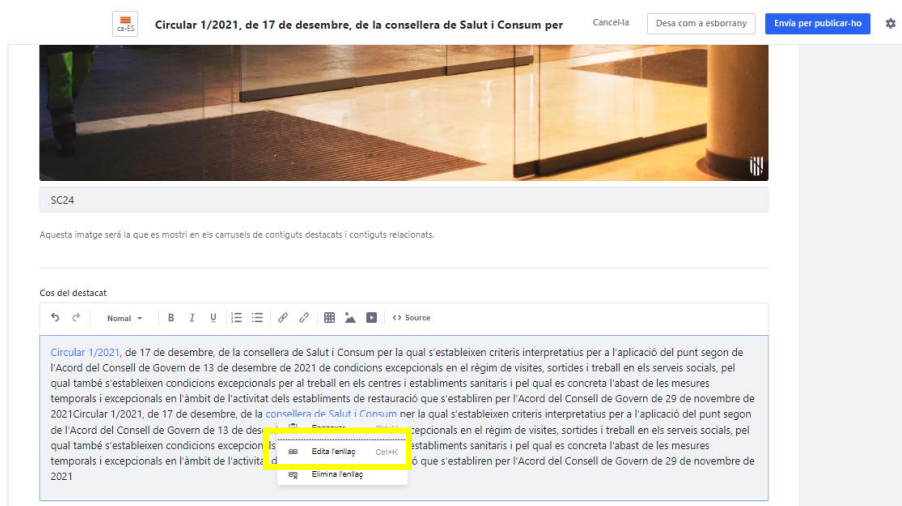 ca-ES
Circular 1/2021, de 17 de desembre, de la consellera de Salut i Consum per
Cancel·la
Desa com a esborrany
Envia per publicar-ho
SC24
Aquesta imatge será la que es mostri en els carrusels de contiguts destacats i contiguts relacionats.
Cos del destacat
Nomal
B I U
Source
Circular 1/2021, de 17 de desembre, de la consellera de Salut i Consum per la qual s'estableixen criteris interpretatius per a l'aplicació del punt segon de
l'Acord del Consell de Govern de 13 de desembre de 2021 de condicions excepcionals en el règim de visites, sortides i treball en els serveis socials, pel
qual també s'estableixen condicions excepcionals per al treball en els centres i establiments sanitaris i pel qual es concreta l'abast de les mesures
temporals i excepcionals en l'àmbit de l'activitat dels establiments de restauració que s'establiren per l'Acord del Consell de Govern de 29 de novembre de
2021Circular 1/2021, de 17 de desembre, de la consellera de Salut i Consum per la qual s'estableixen criteris interpretatius per a l'aplicació del punt segon
de l'Acord del Consell de Govern de 13 de dese cepcionals en el règim de visites, sortides i treball en els serveis socials, pel
qual també s'estableixen condicions excepcion establiments sanitaris i pel qual es concreta l'abast de les mesures
temporals i excepcionals en l'àmbit de l'activita ó que s'establiren per l'Acord del Consell de Govern de 29 de novembre de
2021
Edita l'enllaç Ctrl+K
Elimina l'enllaç